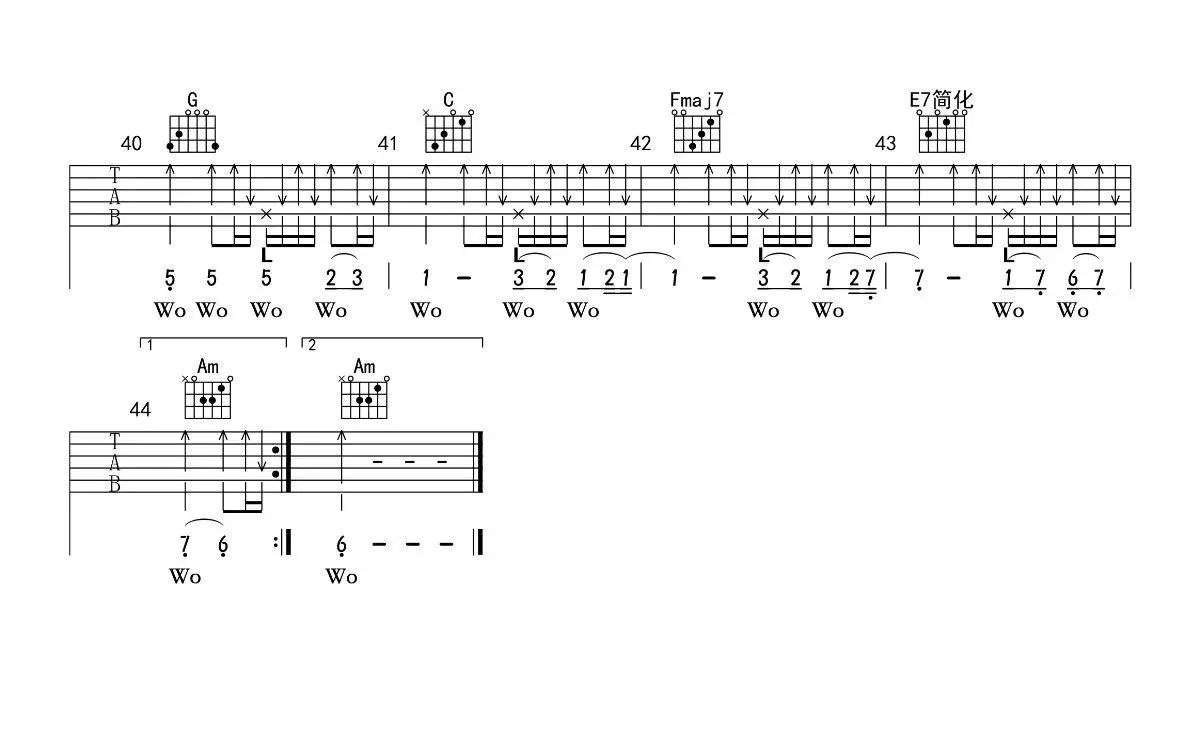 G C Fmaj7 E7简化
40 41 42 43
T
A
B
L L L L
5 5 5 2 3 1 - 3 2 1 2 1 1 - 3 2 1 2 7 7 - 1 7 6 7
Wo Wo Wo Wo Wo Wo Wo Wo Wo Wo Wo
1 2
Am Am
44
T
A
B
7 6 6 - - -
Wo Wo